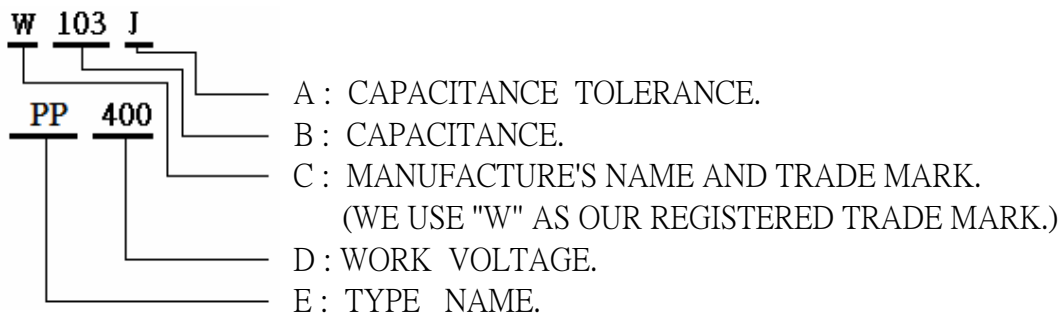 W 103 J
A : CAPACITANCE TOLERANCE.
PP 400
B : CAPACITANCE.
C : MANUFACTURE'S NAME AND TRADE MARK.
(WE USE "W" AS OUR REGISTERED TRADE MARK.)
D : WORK VOLTAGE.
E : TYPE NAME.